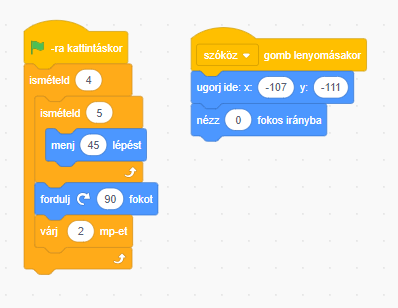 -ra kattintáskor
ismételd 4
ismételd 5
menj 45 lépést
fordulj 90 fokot
várj 2 mp-et
szóköz gomb lenyomásakor
ugorj ide: x: -107 y: -111
nézz 0 fokos irányba